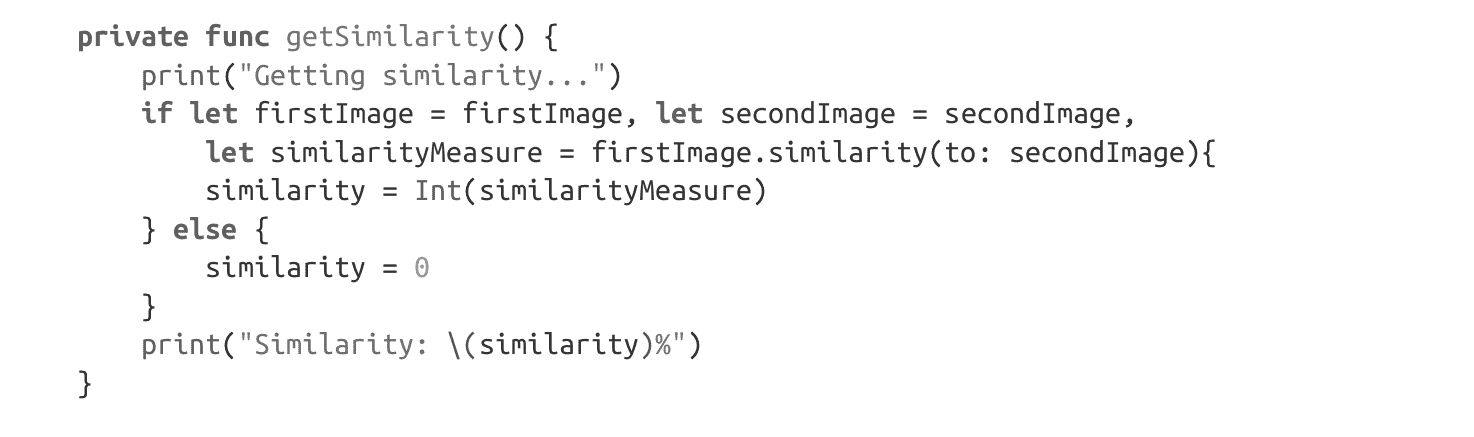 private func getSimilarity() {
    print("Getting similarity...")
    if let firstImage = firstImage, let secondImage = secondImage,
        let similarityMeasure = firstImage.similarity(to: secondImage){
        similarity = Int(similarityMeasure)
    } else {
        similarity = 0
    }
    print("Similarity: \(similarity)%")
}